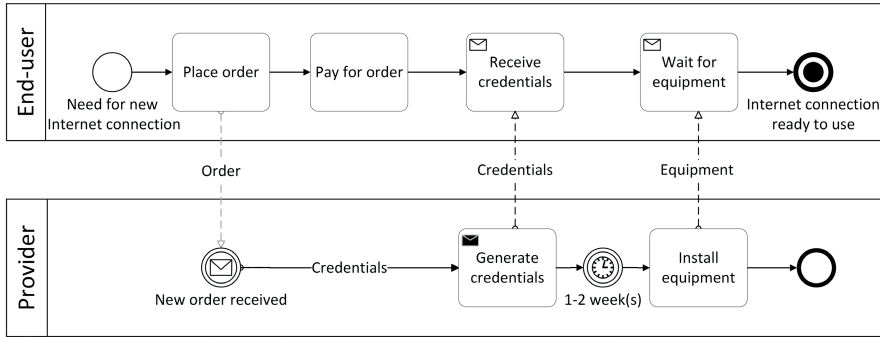 End-user
Need for new
Internet connection
Place order
Pay for order
Receive
credentials
Wait for
equipment
Internet connection
ready to use
Order
Credentials
Equipment
Provider
New order received
Credentials
Generate
credentials
1-2 week(s)
Install
equipment